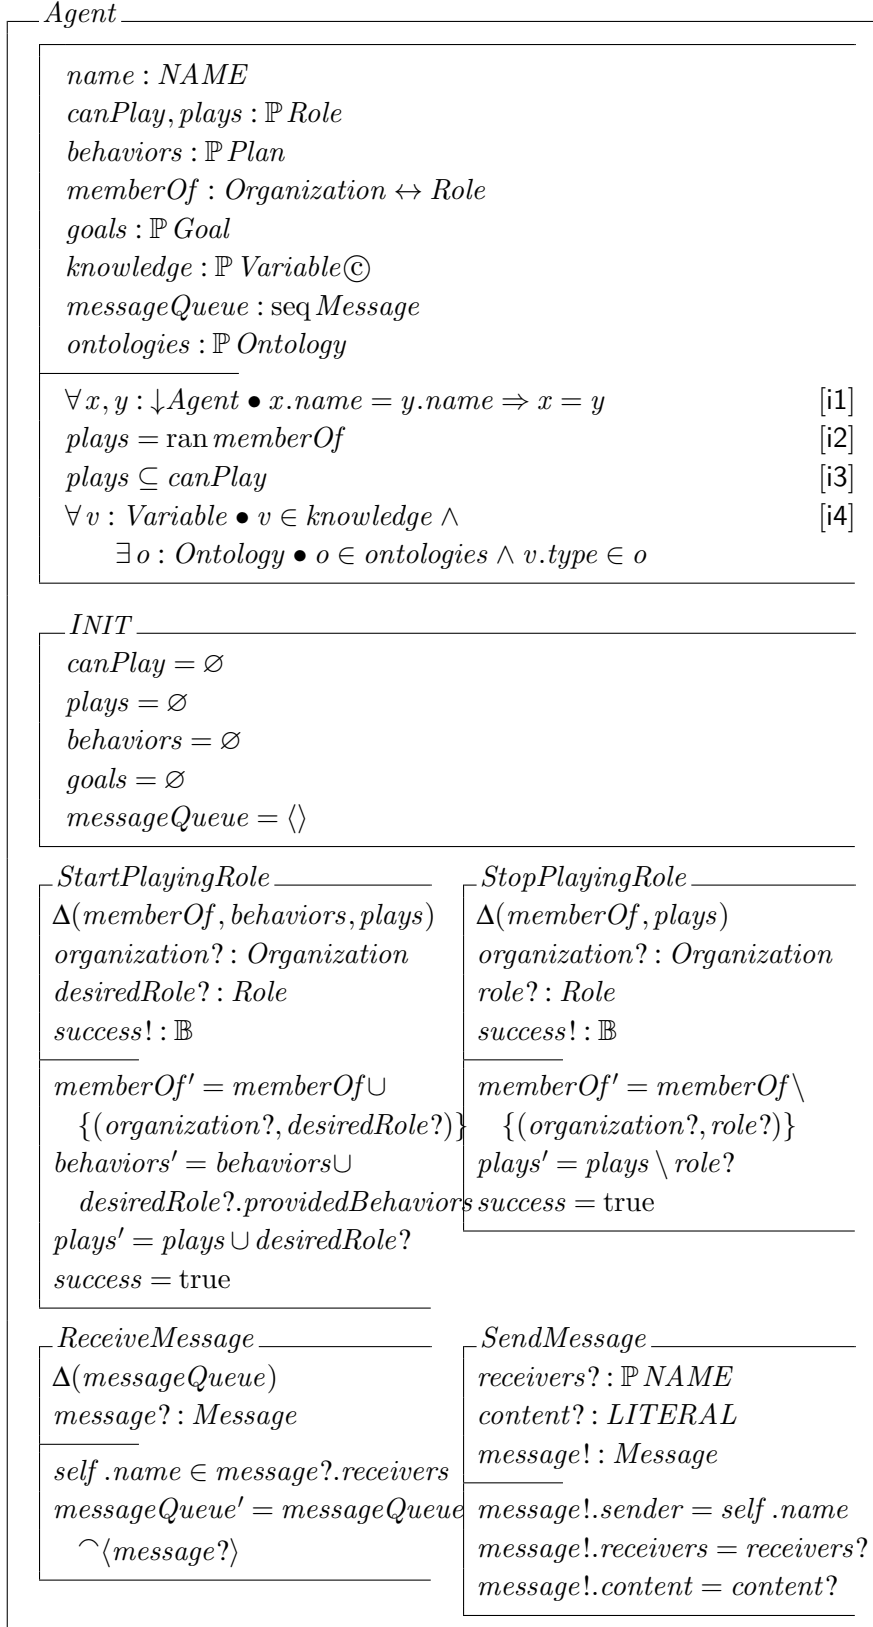 Agent
name : NAME
canPlay, plays : ℙ Role
behaviors : ℙ Plan
memberOf : Organization ↔ Role
goals : ℙ Goal
knowledge : ℙ Variable ©
messageQueue : seq Message
ontologies : ℙ Ontology
∀ x, y : ↓Agent • x.name = y.name ⇒ x = y [i1]
plays = ran memberOf [i2]
plays ⊆ canPlay [i3]
∀ v : Variable • v ∈ knowledge ∧ [i4]
∃ o : Ontology • o ∈ ontologies ∧ v.type ∈ o
INIT
canPlay = ∅
plays = ∅
behaviors = ∅
goals = ∅
messageQueue = ⟨⟩
StartPlayingRole
Δ(memberOf, behaviors, plays)
organization? : Organization
desiredRole? : Role
success! : 𝔹
memberOf′ = memberOf∪
{(organization?, desiredRole?)}
behaviors′ = behaviors∪
desiredRole?.providedBehaviors
plays′ = plays ∪ desiredRole?
success = true
StopPlayingRole
Δ(memberOf, plays)
organization? : Organization
role? : Role
success! : 𝔹
memberOf′ = memberOf\
{(organization?, role?)}
plays′ = plays \ role?
success = true
ReceiveMessage
Δ(messageQueue)
message? : Message
self.name ∈ message?.receivers
messageQueue′ = messageQueue
⌢⟨message?⟩
SendMessage
receivers? : ℙ NAME
content? : LITERAL
message! : Message
message!.sender = self.name
message!.receivers = receivers?
message!.content = content?